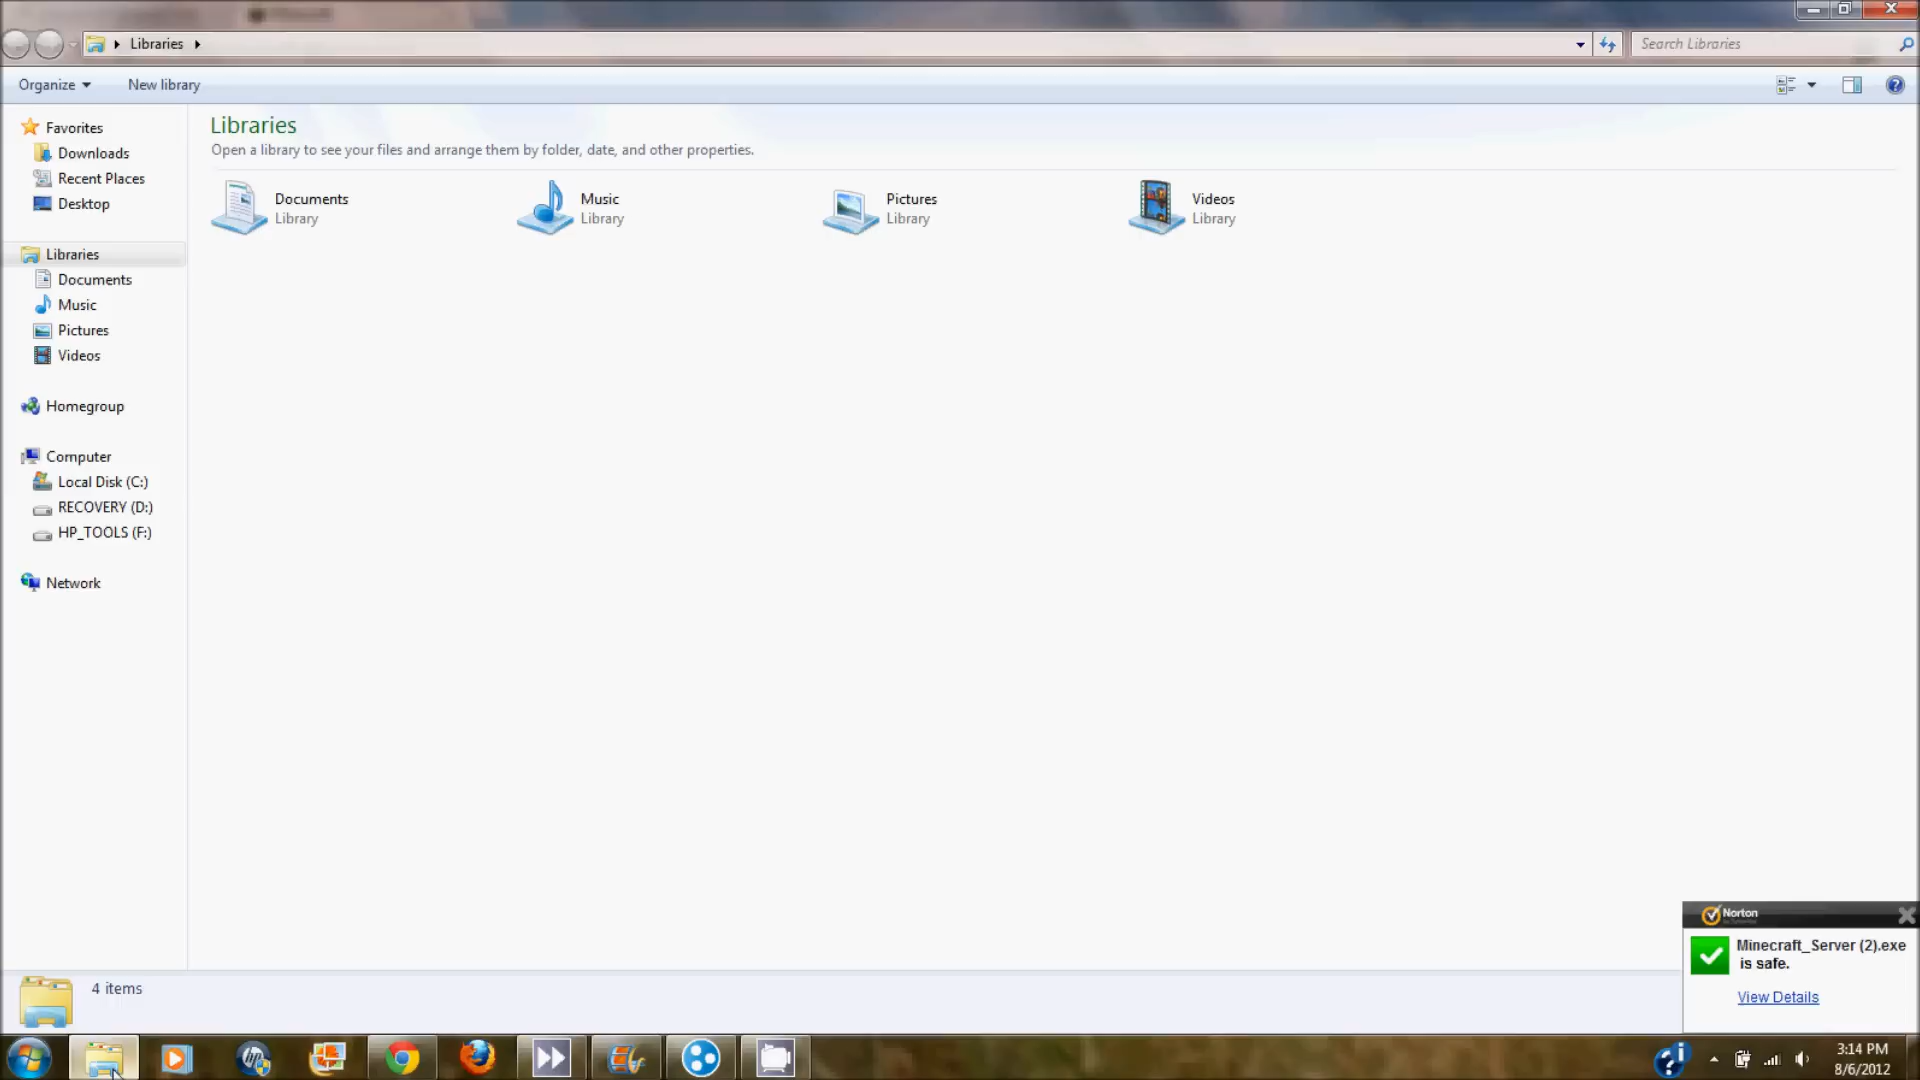 Libraries
Search Libraries
Organize
New library
Favorites
Downloads
Recent Places
Desktop
Libraries
Documents
Music
Pictures
Videos
Homegroup
Computer
Local Disk (C:)
RECOVERY (D:)
HP_TOOLS (F:)
Network
Libraries
Open a library to see your files and arrange them by folder, date, and other properties.
Documents
Library
Music
Library
Pictures
Library
Videos
Library
Norton
Minecraft_Server (2).exe
is safe.
View Details
4 items
hp
3:14 PM
8/6/2012